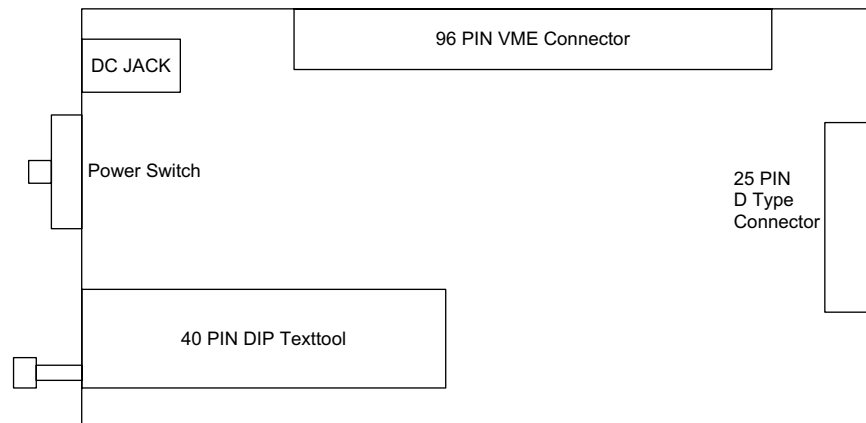 96 PIN VME Connector
DC JACK
Power Switch
25 PIN
D Type
Connector
40 PIN DIP Texttool